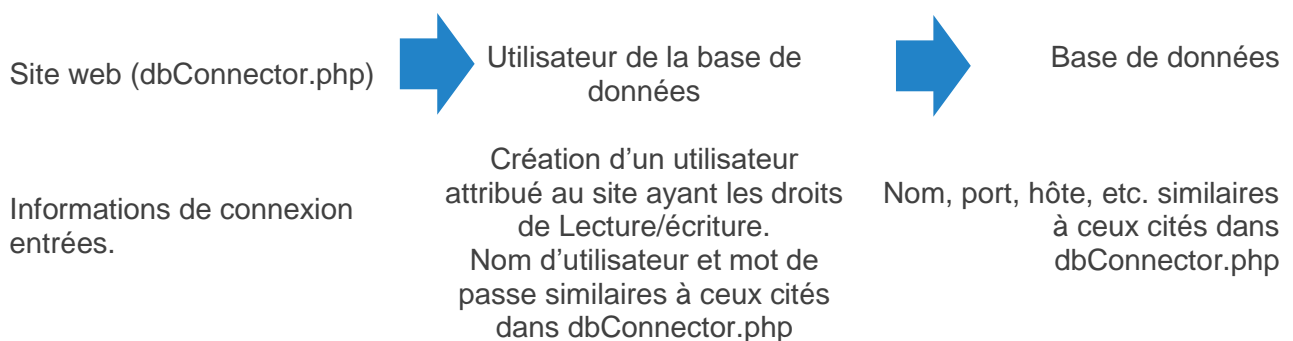 Site web (dbConnector.php)
Utilisateur de la base de
données
Base de données
Informations de connexion
entrées.
Création d’un utilisateur
attribué au site ayant les droits
de Lecture/écriture.
Nom d’utilisateur et mot de
passe similaires à ceux cités
dans dbConnector.php
Nom, port, hôte, etc. similaires
à ceux cités dans
dbConnector.php